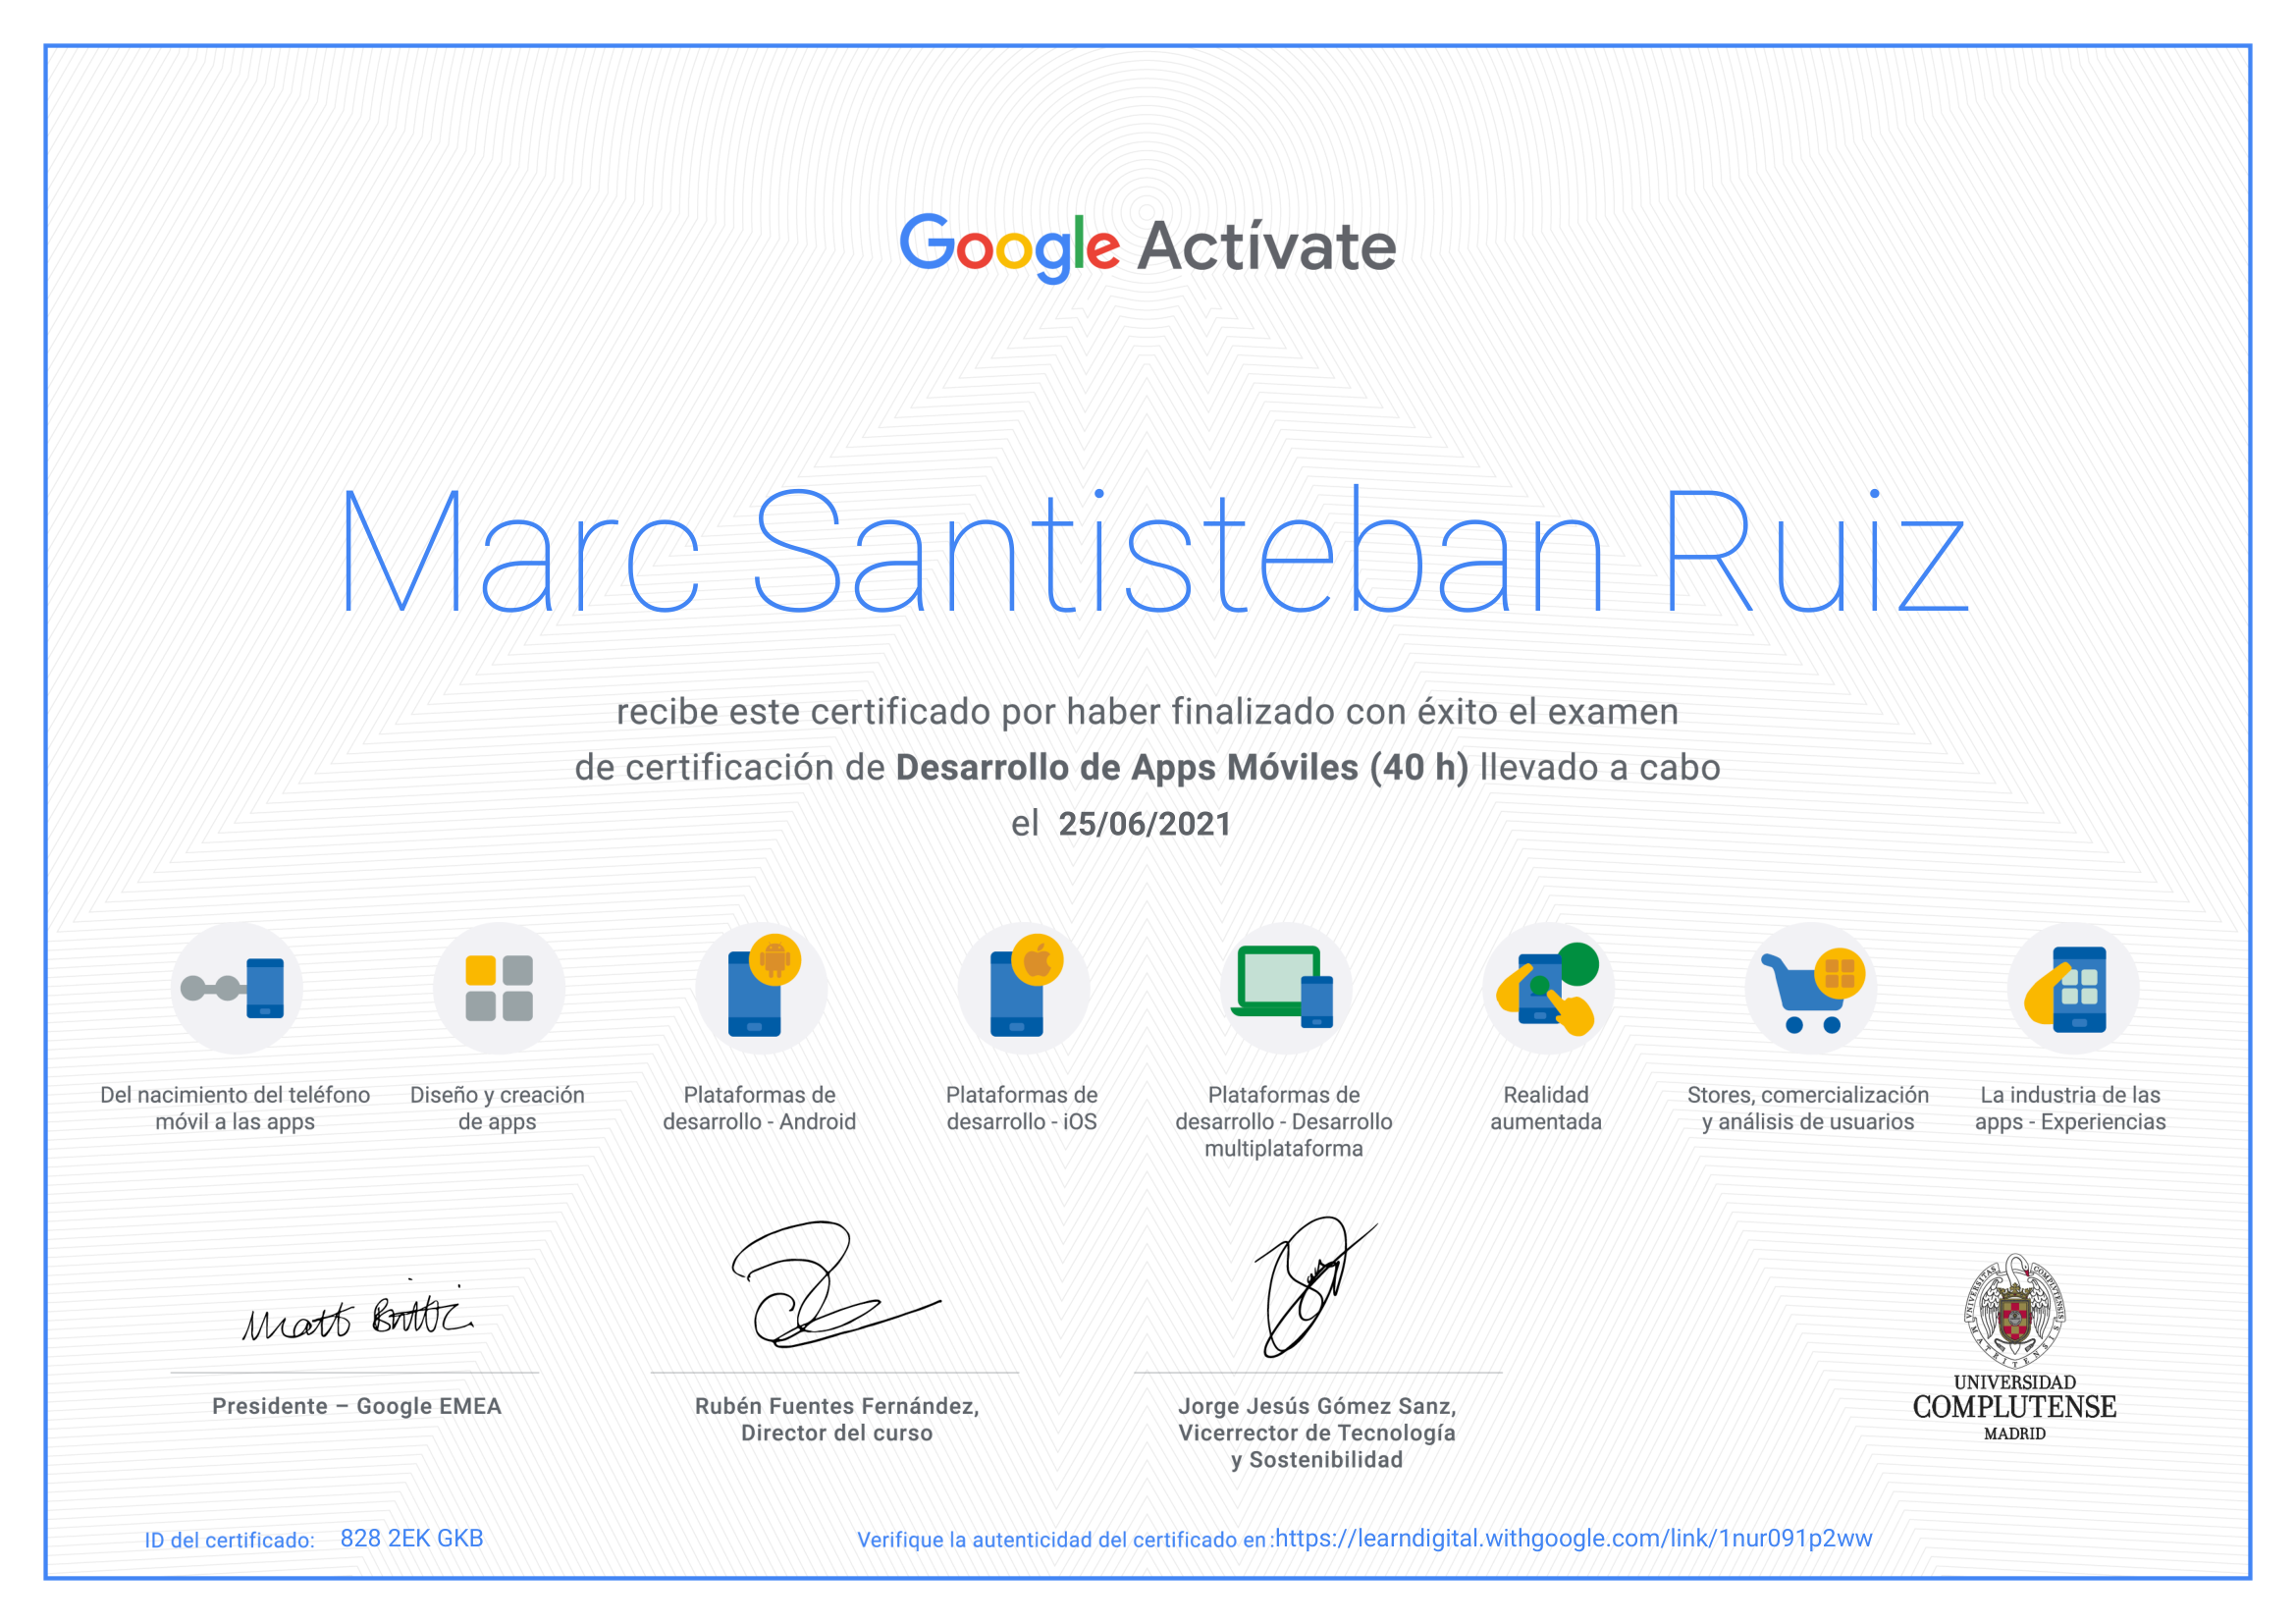 Google Actívate
Marc Santisteban Ruiz
recibe este certificado por haber finalizado con éxito el examen
de certificación de Desarrollo de Apps Móviles (40 h) llevado a cabo
el 25/06/2021
Del nacimiento del teléfono
móvil a las apps
Diseño y creación
de apps
Plataformas de
desarrollo - Android
Plataformas de
desarrollo - iOS
Plataformas de
desarrollo - Desarrollo
multiplataforma
Realidad
aumentada
Stores, comercialización
y análisis de usuarios
La industria de las
apps - Experiencias
Matt Brittin
Presidente – Google EMEA
Rubén Fuentes Fernández,
Director del curso
Jorge Jesús Gómez Sanz,
Vicerrector de Tecnología
y Sostenibilidad
UNIVERSITAS COMPLUTENSIS
MATRITENSIS
UNIVERSIDAD
COMPLUTENSE
MADRID
ID del certificado: 828 2EK GKB
Verifique la autenticidad del certificado en :https://learndigital.withgoogle.com/link/1nur091p2ww